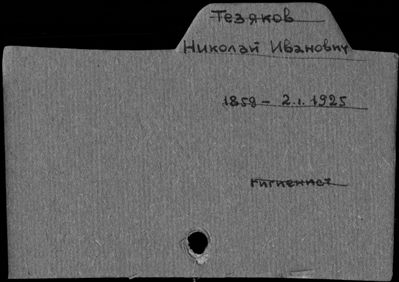 Тезяков
Николай Иванович
1859 – 2.1.1925
гигиенист